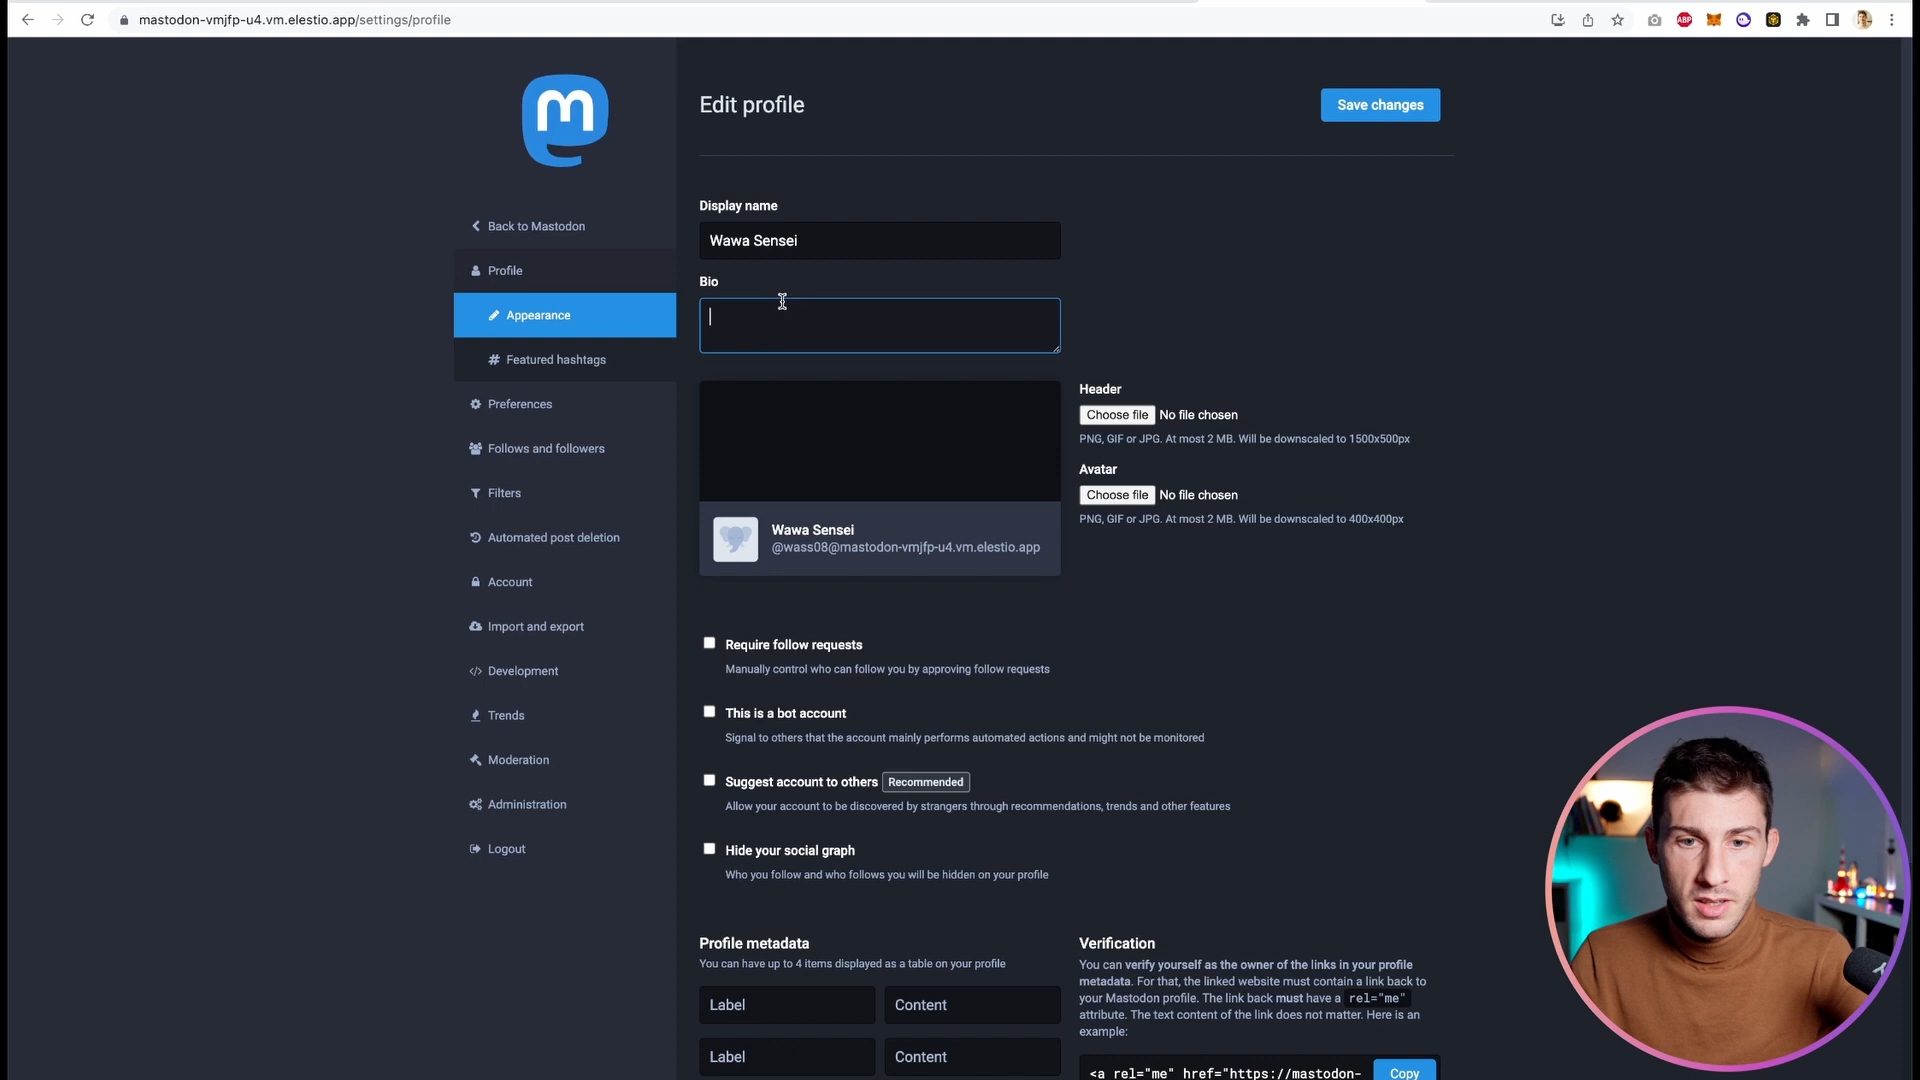 mastodon-vmjfp-u4.vm.elestio.app/settings/profile
ABP
Edit profile
Save changes
Back to Mastodon
Profile
Appearance
Featured hashtags
Preferences
Follows and followers
Filters
Automated post deletion
Account
Import and export
Development
Trends
Moderation
Administration
Logout
Display name
Wawa Sensei
Bio
Header
Choose file No file chosen
PNG, GIF or JPG. At most 2 MB. Will be downscaled to 1500x500px
Avatar
Choose file No file chosen
PNG, GIF or JPG. At most 2 MB. Will be downscaled to 400x400px
Wawa Sensei
@wass08@mastodon-vmjfp-u4.vm.elestio.app
Require follow requests
Manually control who can follow you by approving follow requests
This is a bot account
Signal to others that the account mainly performs automated actions and might not be monitored
Suggest account to others Recommended
Allow your account to be discovered by strangers through recommendations, trends and other features
Hide your social graph
Who you follow and who follows you will be hidden on your profile
Profile metadata
You can have up to 4 items displayed as a table on your profile
Label Content
Label Content
Verification
You can verify yourself as the owner of the links in your profile
metadata. For that, the linked website must contain a link back to
your Mastodon profile. The link back must have a rel="me"
attribute. The text content of the link does not matter. Here is an
example:
<a rel="me" href="https://mastodon-
Copy